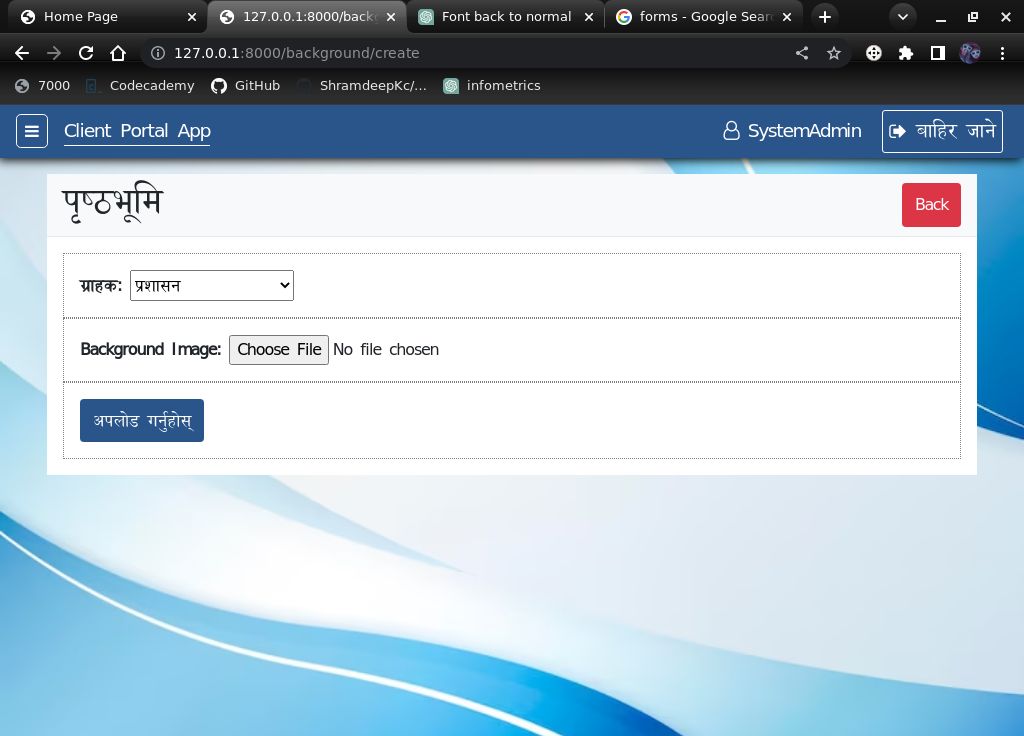 Home Page
127.0.0.1:8000/backg
Font back to normal
forms - Google Sear
127.0.0.1:8000/background/create
7000
Codecademy
GitHub
ShramdeepKc/...
infometrics
Client Portal App
SystemAdmin
बाहिर जाने
पृष्ठभूमि
Back
ग्राहक:
प्रशासन
Background Image:
Choose File
No file chosen
अपलोड गर्नुहोस्